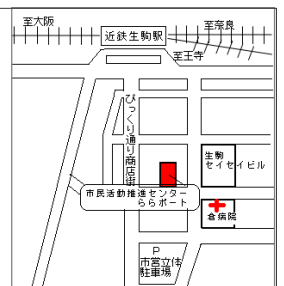 至大阪
近鉄生駒駅
至奈良
至王寺
びっくり通り商店街
生駒
セイセイビル
市民活動推進センター
ららポート
倉病院
P
市営立体
駐車場